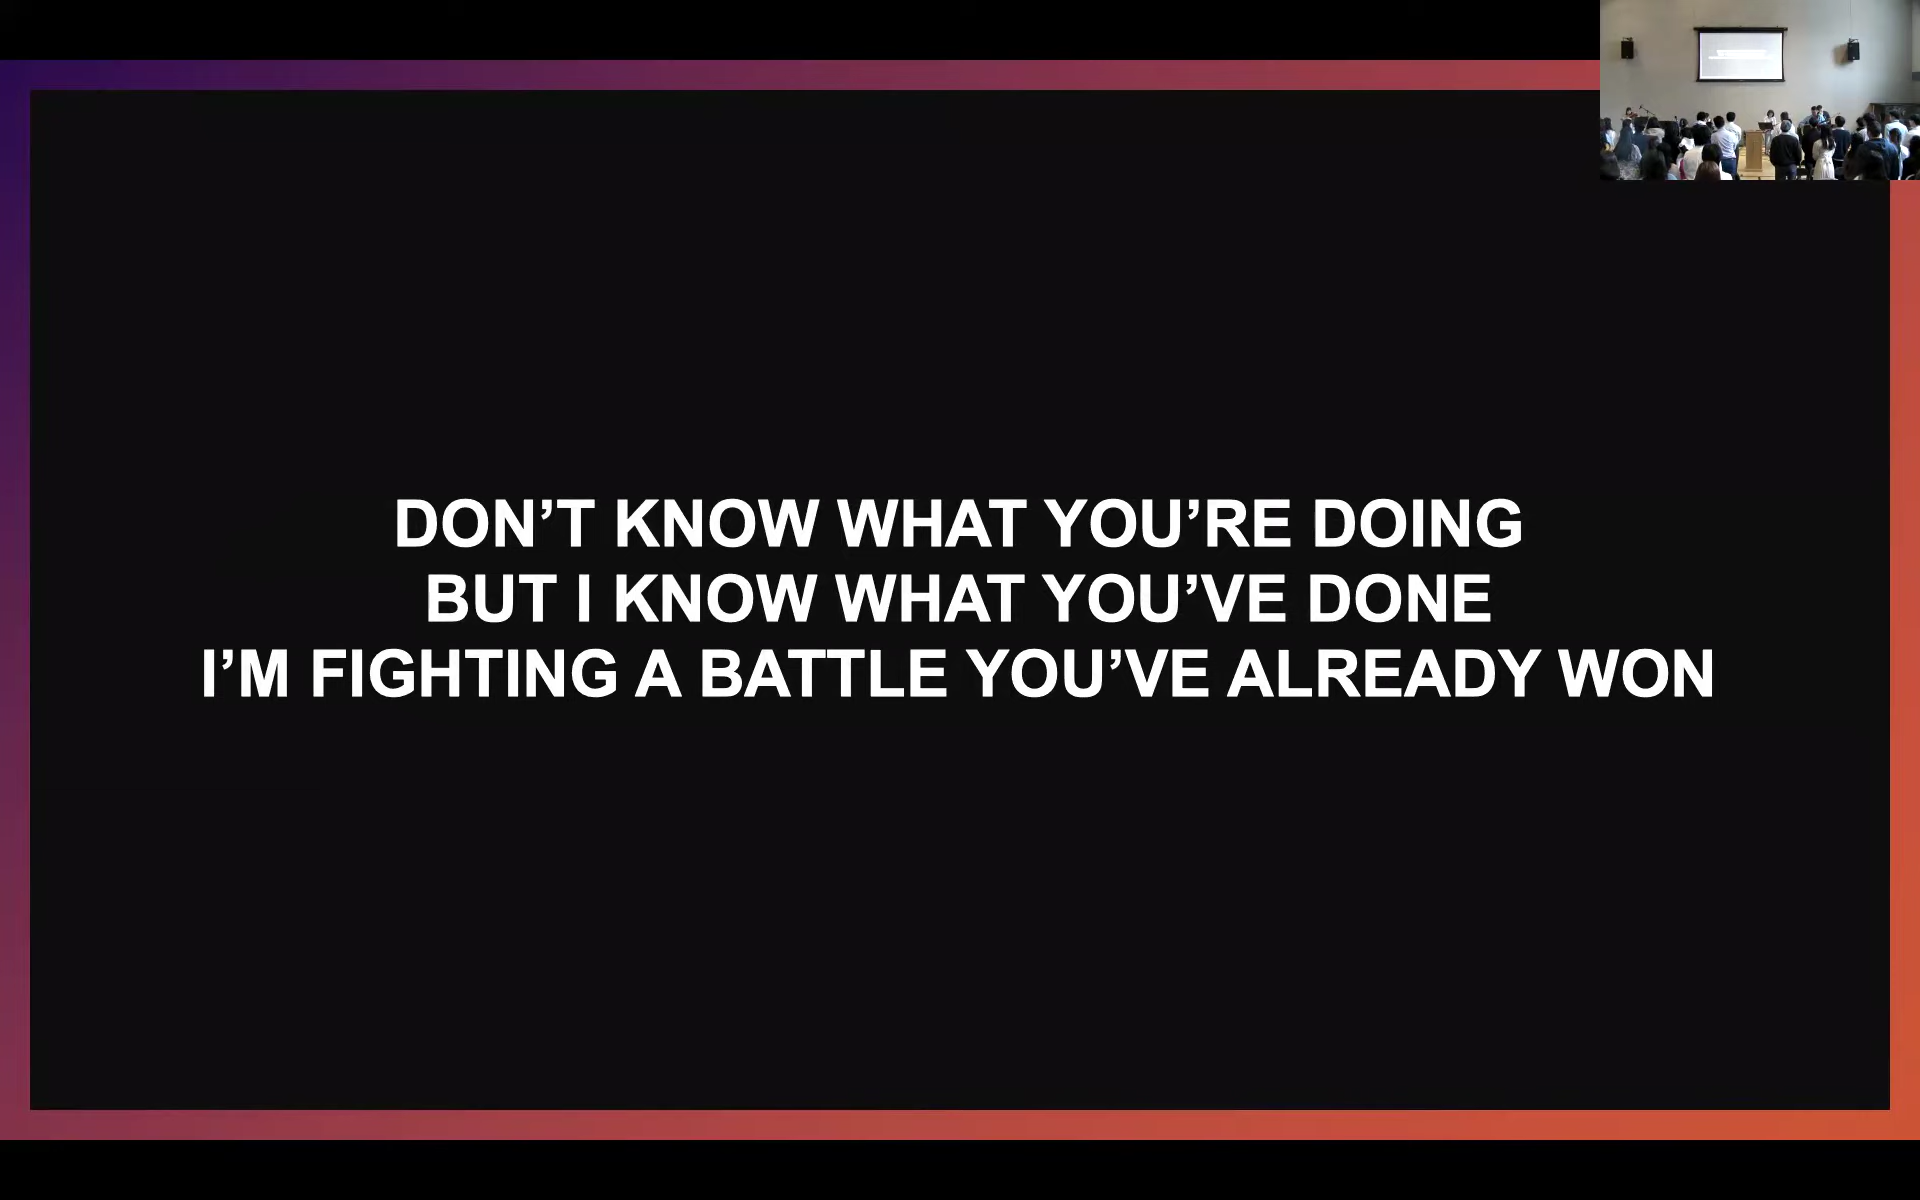 DON’T KNOW WHAT YOU’RE DOING
BUT I KNOW WHAT YOU’VE DONE
I’M FIGHTING A BATTLE YOU’VE ALREADY WON